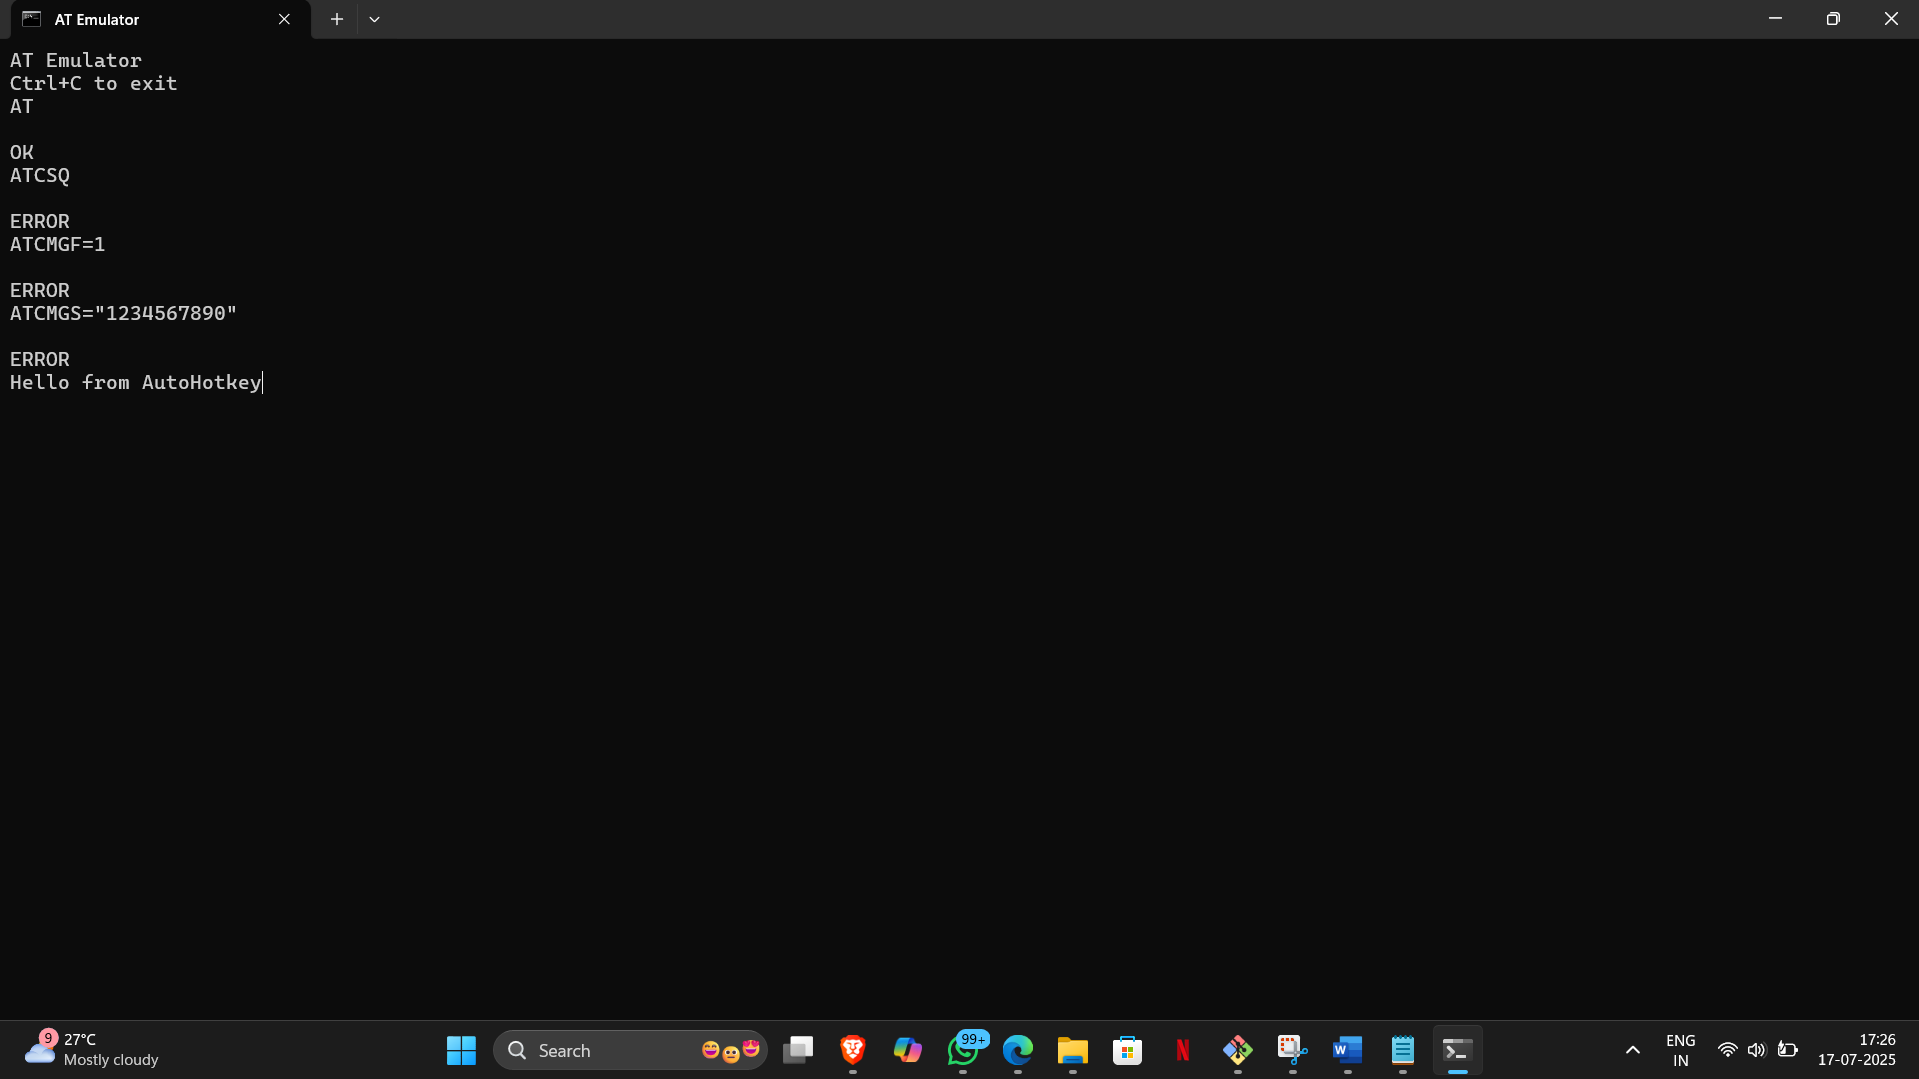 AT Emulator
AT Emulator
Ctrl+C to exit
AT
OK
ATCSQ
ERROR
ATCMGF=1
ERROR
ATCMGS="1234567890"
ERROR
Hello from AutoHotkey
9
27°C
Mostly cloudy
Search
99+
N
W
ENG
IN
17:26
17-07-2025